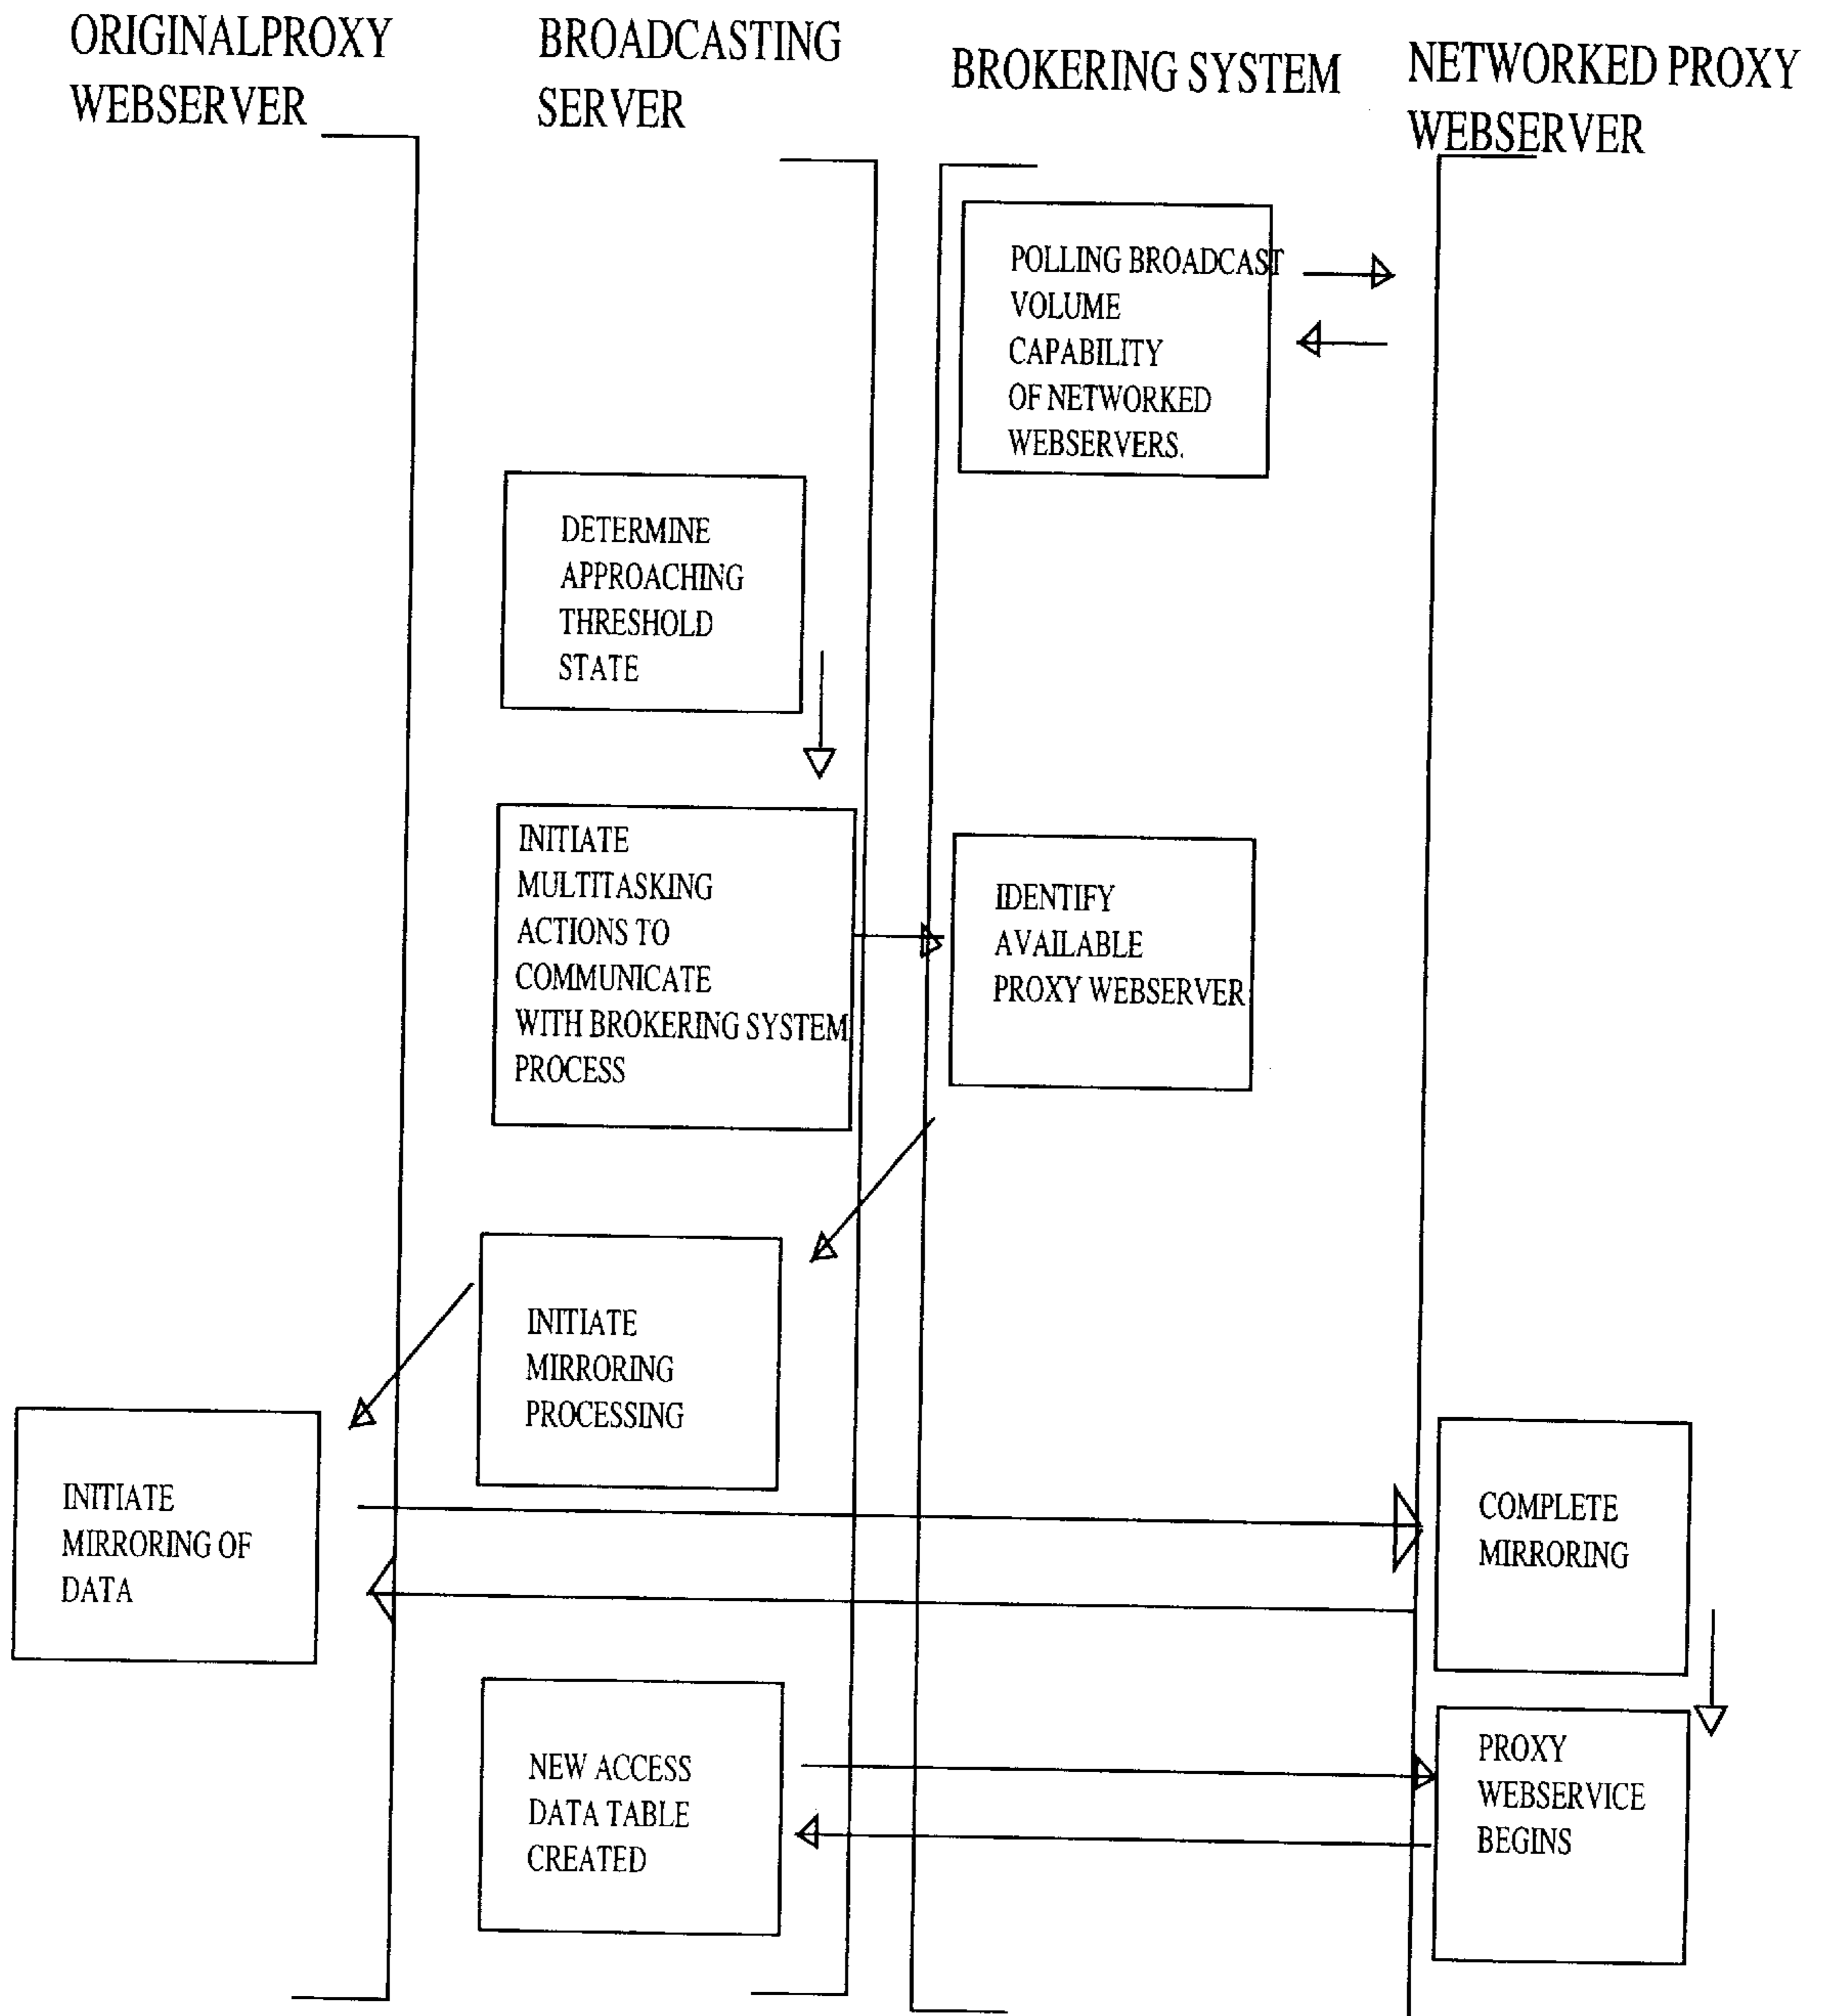 ORIGINALPROXY
WEBSERVER
BROADCASTING
SERVER
BROKERING SYSTEM
NETWORKED PROXY
WEBSERVER
POLLING BROADCAST
VOLUME
CAPABILITY
OF NETWORKED
WEBSERVERS.
DETERMINE
APPROACHING
THRESHOLD
STATE
INITIATE
MULTITASKING
ACTIONS TO
COMMUNICATE
WITH BROKERING SYSTEM
PROCESS
IDENTIFY
AVAILABLE
PROXY WEBSERVER
INITIATE
MIRRORING
PROCESSING
INITIATE
MIRRORING OF
DATA
COMPLETE
MIRRORING
NEW ACCESS
DATA TABLE
CREATED
PROXY
WEBSERVICE
BEGINS